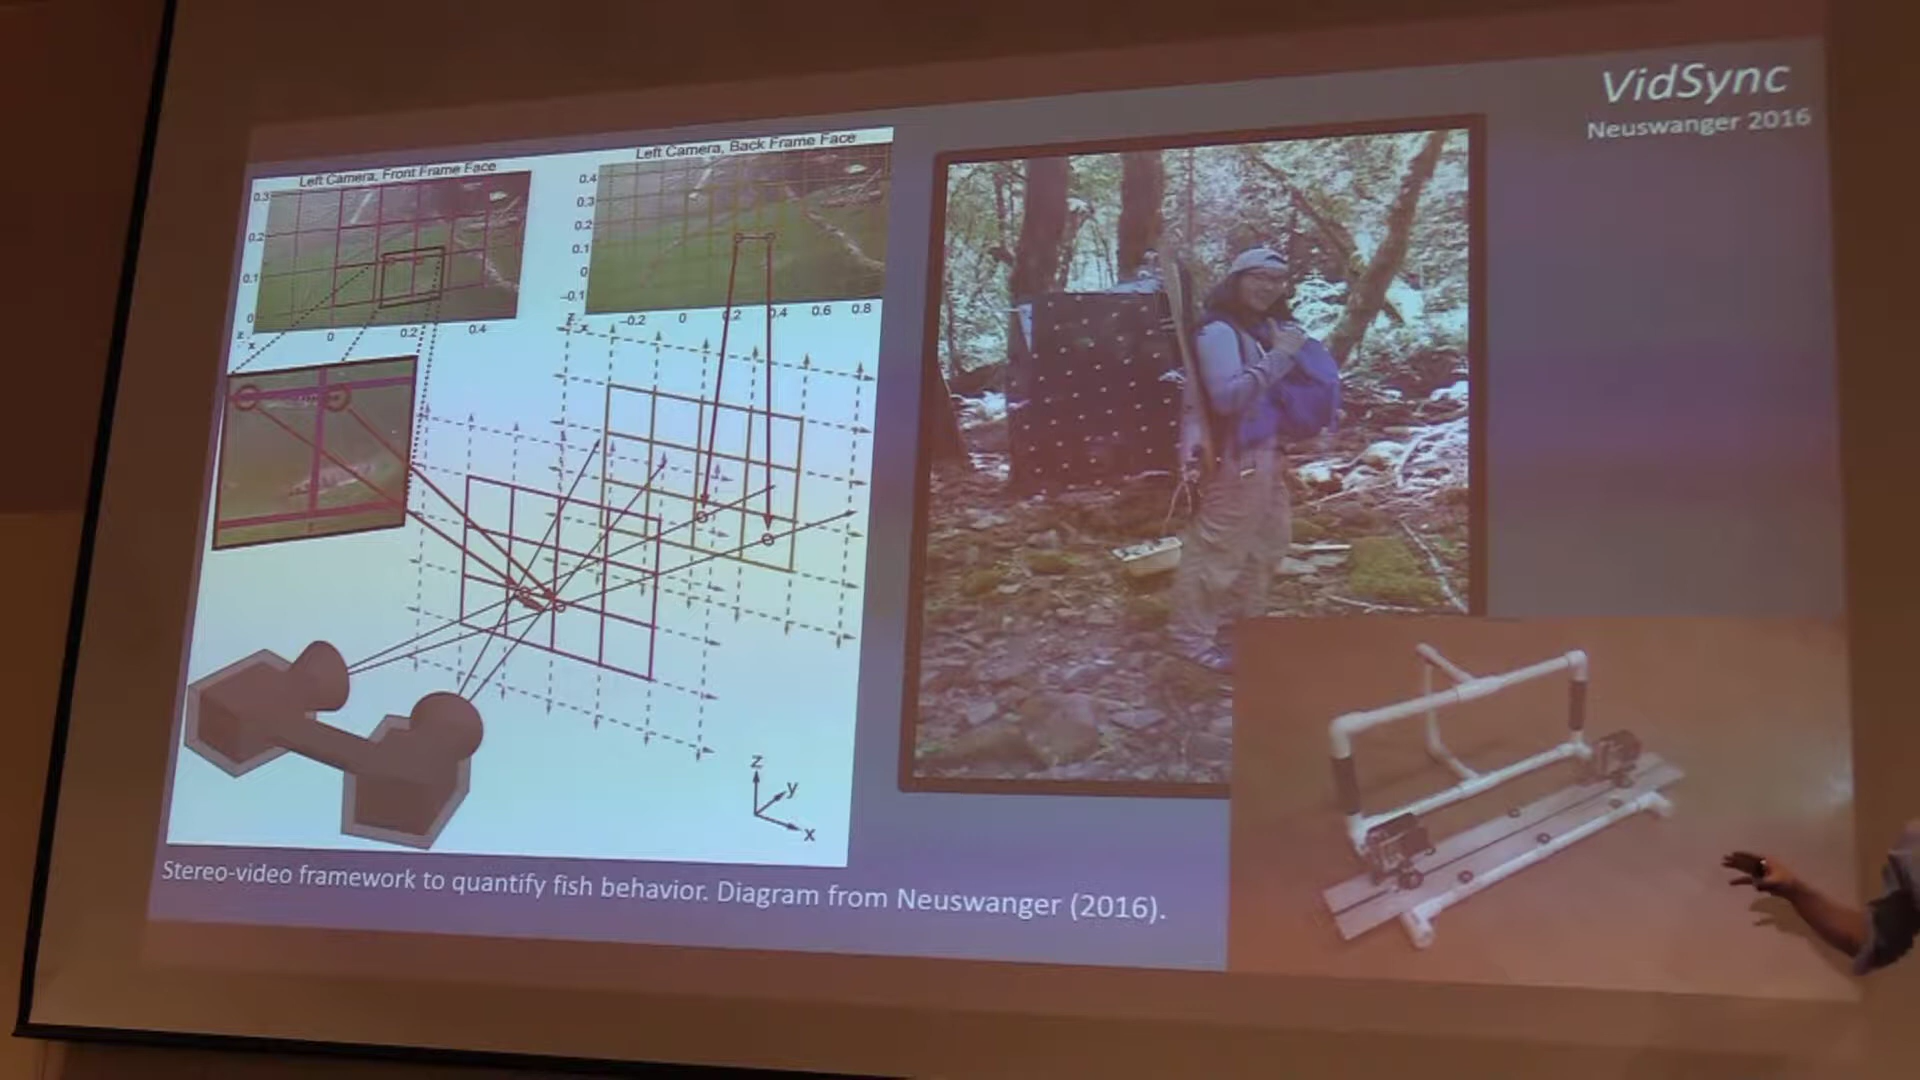 VidSync
Neuswanger 2016
Left Camera, Front Frame Face
0.3
0.2
0.1
0
z
x
0
0.2
0.4
Left Camera, Back Frame Face
0.4
0.3
0.2
0.1
0
-0.1
z
x
-0.2
0
0.2
0.4
0.6
0.8
z
y
x
Stereo-video framework to quantify fish behavior. Diagram from Neuswanger (2016).